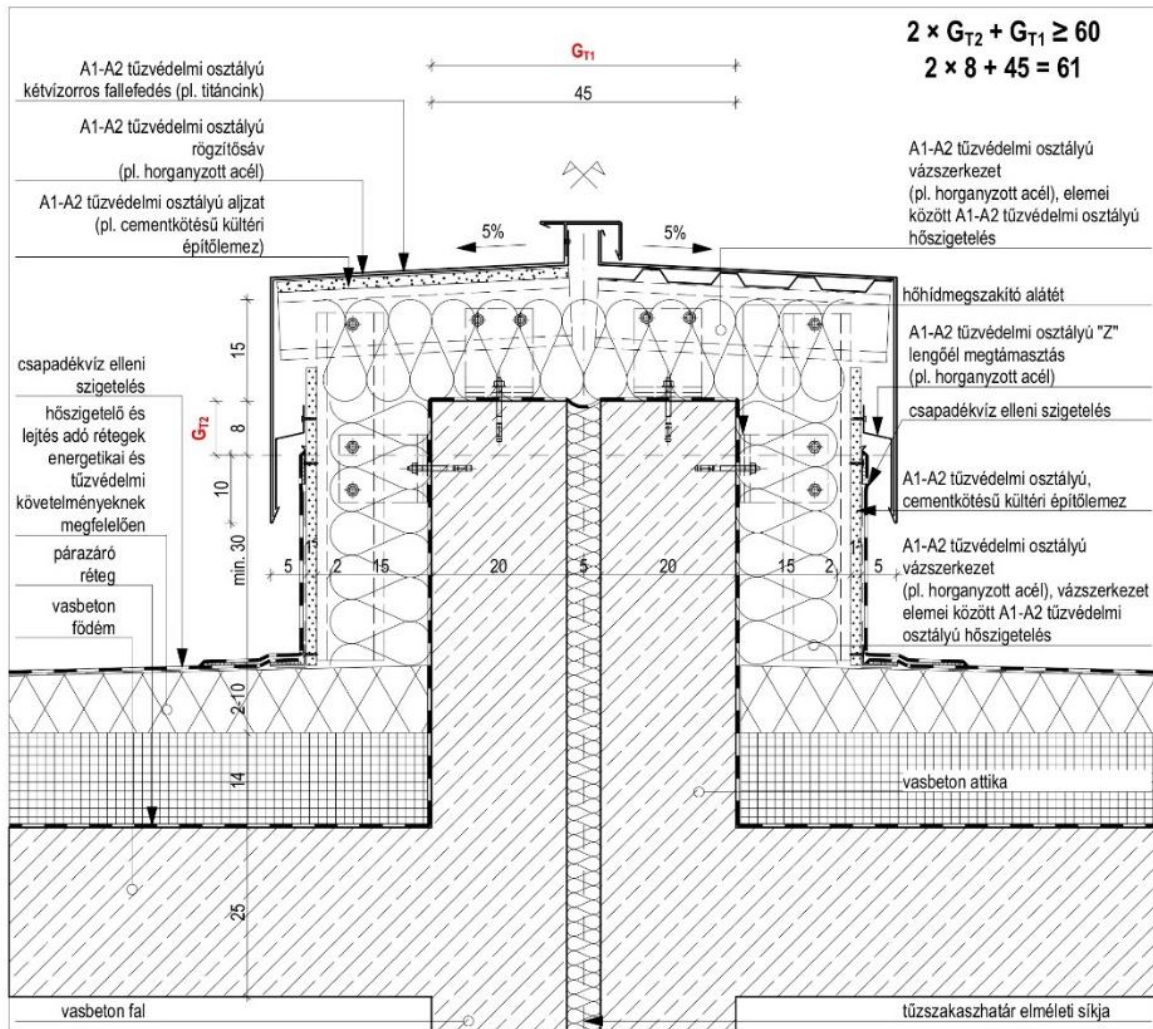 2 × GT2 + GT1 ≥ 60
2 × 8 + 45 = 61
GT1
45
A1-A2 tűzvédelmi osztályú
kétvízorros fallefedés (pl. titáncink)
A1-A2 tűzvédelmi osztályú
rögzítősáv
(pl. horganyzott acél)
A1-A2 tűzvédelmi osztályú aljzat
(pl. cementkötésű kültéri
építőlemez)
5%
5%
A1-A2 tűzvédelmi osztályú
vázszerkezet
(pl. horganyzott acél), elemei
között A1-A2 tűzvédelmi osztályú
hőszigetelés
hőhídmegszakító alátét
A1-A2 tűzvédelmi osztályú "Z"
lengőél megtámasztás
(pl. horganyzott acél)
csapadékvíz elleni szigetelés
A1-A2 tűzvédelmi osztályú,
cementkötésű kültéri építőlemez
A1-A2 tűzvédelmi osztályú
vázszerkezet
(pl. horganyzott acél), vázszerkezet
elemei között A1-A2 tűzvédelmi
osztályú hőszigetelés
csapadékvíz elleni
szigetelés
hőszigetelő és
lejtés adó rétegek
energetikai és
tűzvédelmi
követelményeknek
megfelelően
párazáró
réteg
vasbeton
födém
15
GT2
8
10
min. 30
2-10
14
25
5 2 15 20 5 20 15 2 5
vasbeton attika
vasbeton fal
tűzszakaszhatár elméleti síkja